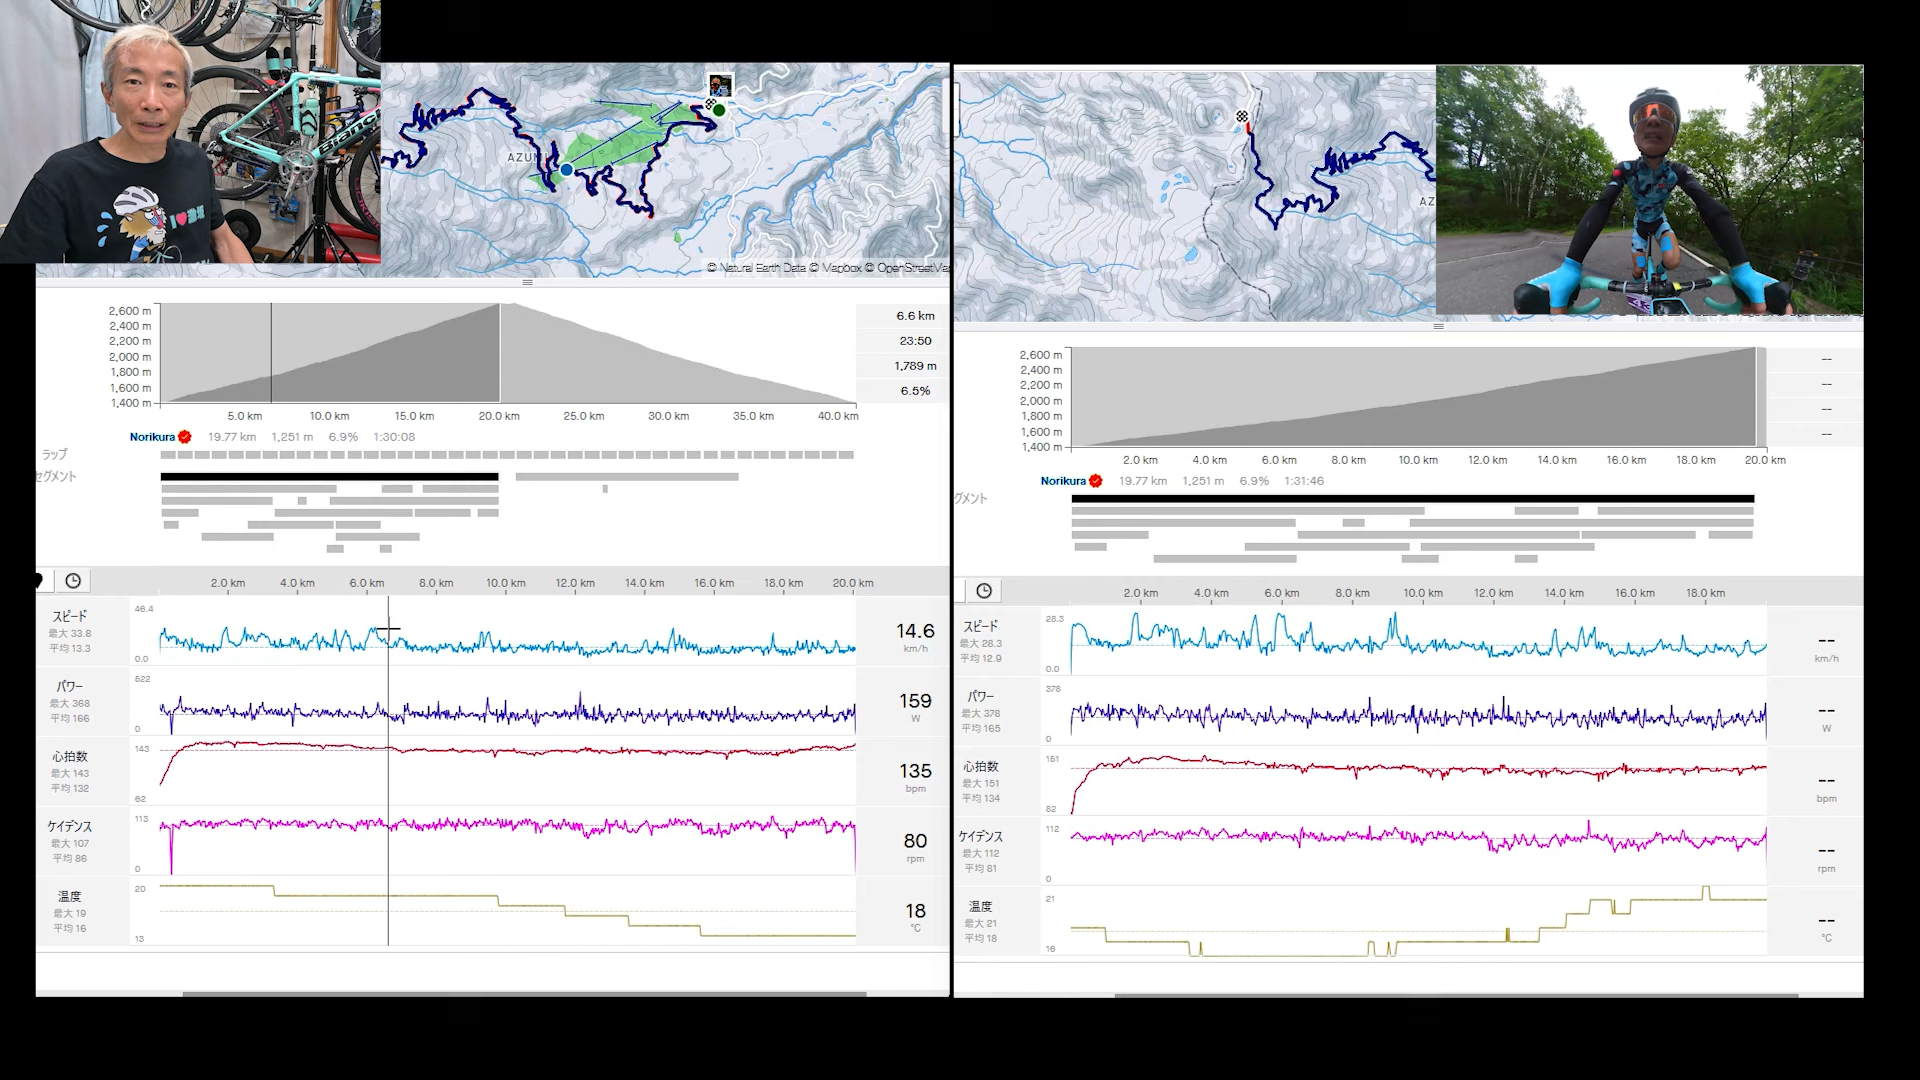 Bianchi
I ❤ 激坂
AZUM
© Natural Earth Data © Mapbox © OpenStreetMa
2,600 m
2,400 m
2,200 m
2,000 m
1,800 m
1,600 m
1,400 m
5.0 km 10.0 km 15.0 km 20.0 km 25.0 km 30.0 km 35.0 km 40.0 km
6.6 km
23:50
1,789 m
6.5%
Norikura 19.77 km 1,251 m 6.9% 1:30:08
ラップ
セグメント
2.0 km 4.0 km 6.0 km 8.0 km 10.0 km 12.0 km 14.0 km 16.0 km 18.0 km 20.0 km
スピード
最大 33.8
平均 13.3
46.4
0.0
14.6
km/h
パワー
最大 368
平均 166
522
0
159
W
心拍数
最大 143
平均 132
143
62
135
bpm
ケイデンス
最大 107
平均 86
113
0
80
rpm
温度
最大 19
平均 16
20
13
18
°C
AZ
2,600 m
2,400 m
2,200 m
2,000 m
1,800 m
1,600 m
1,400 m
2.0 km 4.0 km 6.0 km 8.0 km 10.0 km 12.0 km 14.0 km 16.0 km 18.0 km 20.0 km
--
--
--
--
Norikura 19.77 km 1,251 m 6.9% 1:31:46
グメント
2.0 km 4.0 km 6.0 km 8.0 km 10.0 km 12.0 km 14.0 km 16.0 km 18.0 km
スピード
最大 28.3
平均 12.9
28.3
0.0
--
km/h
パワー
最大 378
平均 165
378
0
--
W
心拍数
最大 151
平均 134
151
82
--
bpm
ケイデンス
最大 112
平均 81
112
0
--
rpm
温度
最大 21
平均 18
21
16
--
°C